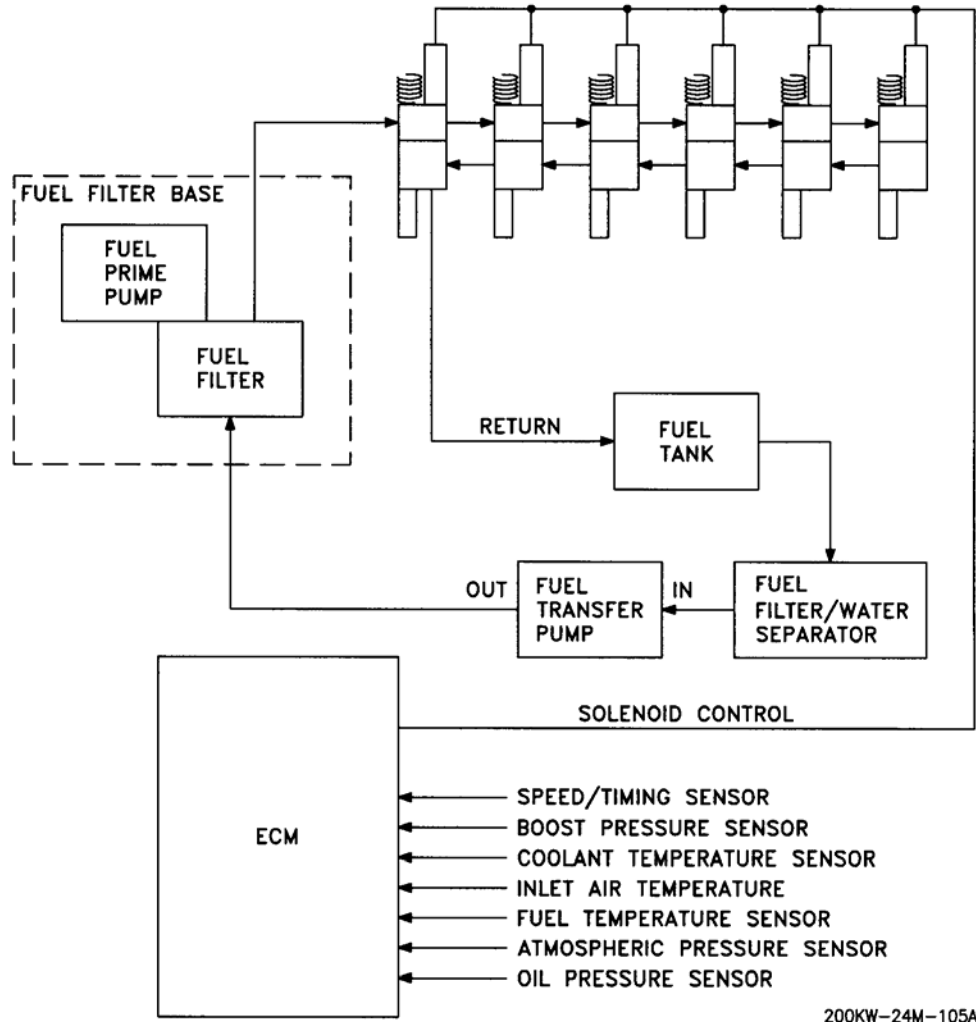 FUEL FILTER BASE
FUEL
PRIME
PUMP
FUEL
FILTER
RETURN
FUEL
TANK
OUT
FUEL
TRANSFER
PUMP
IN
FUEL
FILTER/WATER
SEPARATOR
SOLENOID CONTROL
ECM
SPEED/TIMING SENSOR
BOOST PRESSURE SENSOR
COOLANT TEMPERATURE SENSOR
INLET AIR TEMPERATURE
FUEL TEMPERATURE SENSOR
ATMOSPHERIC PRESSURE SENSOR
OIL PRESSURE SENSOR
200KW-24M-105A